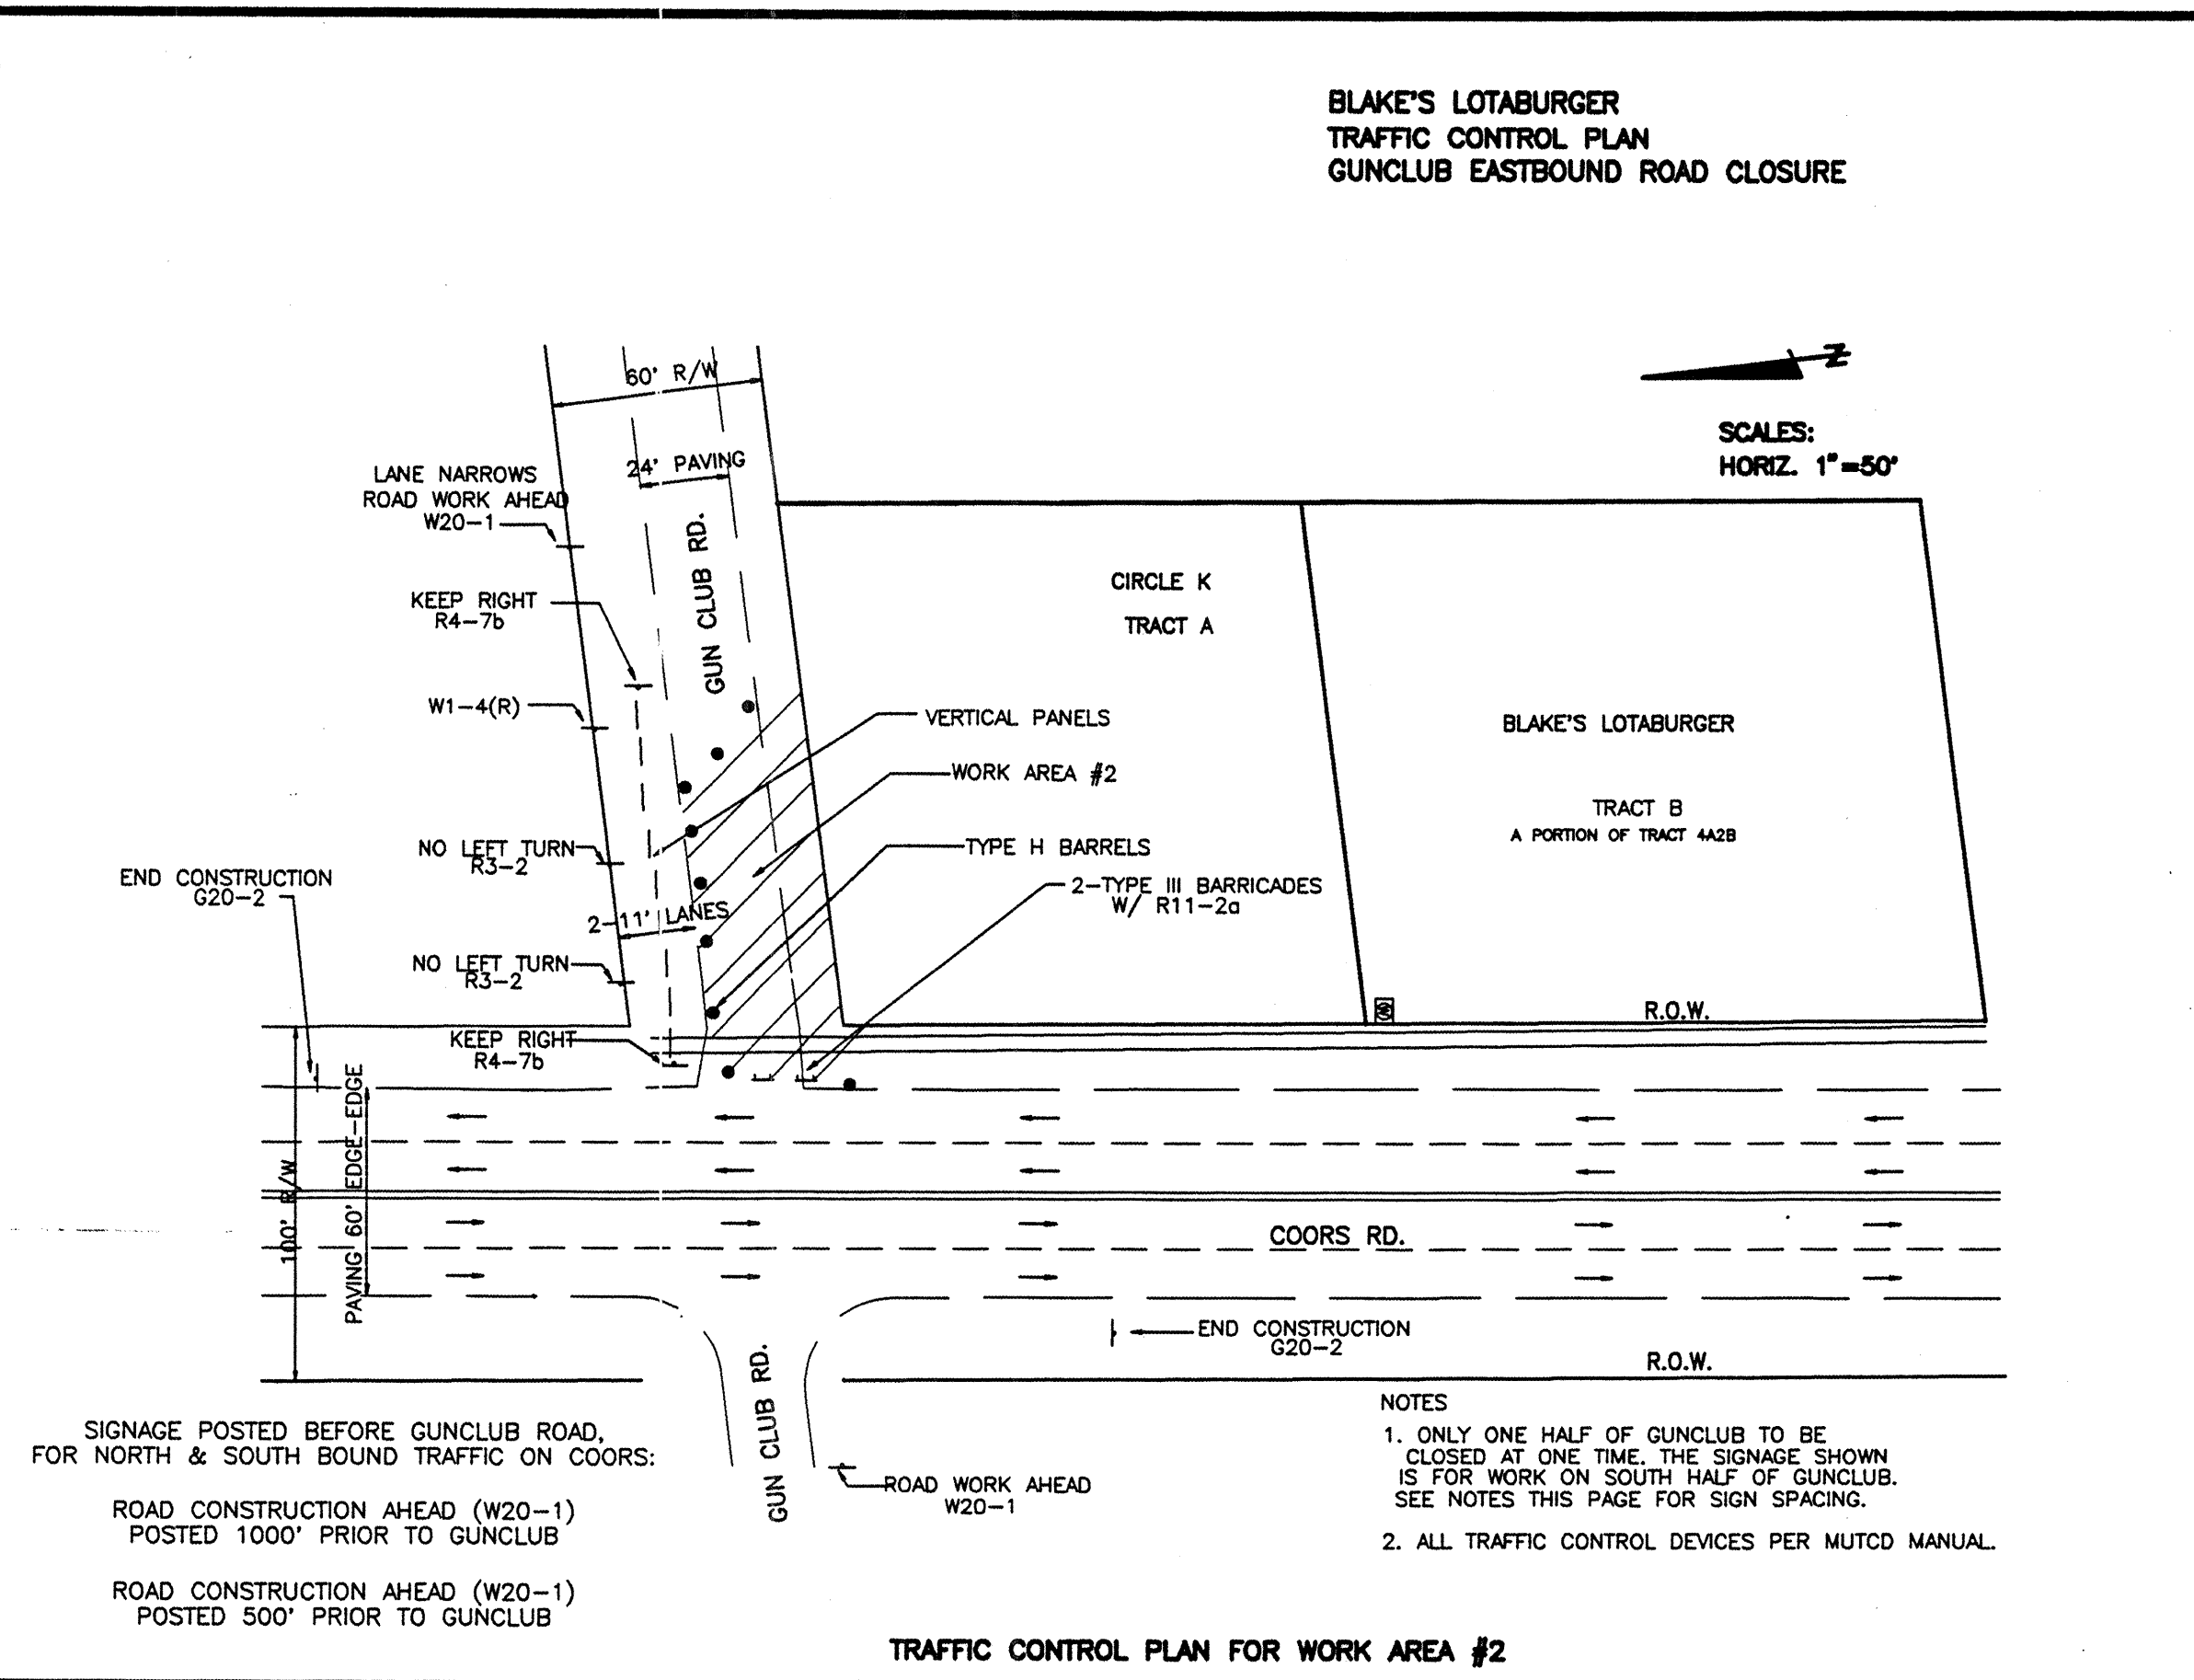 BLAKE'S LOTABURGER
TRAFFIC CONTROL PLAN
GUNCLUB EASTBOUND ROAD CLOSURE
N
SCALES:
HORIZ. 1"=50'
60' R/W
24' PAVING
GUN CLUB RD.
LANE NARROWS
ROAD WORK AHEAD
W20-1
KEEP RIGHT
R4-7b
W1-4(R)
NO LEFT TURN
R3-2
2-11' LANES
NO LEFT TURN
R3-2
KEEP RIGHT
R4-7b
END CONSTRUCTION
G20-2
CIRCLE K
TRACT A
VERTICAL PANELS
WORK AREA #2
TYPE H BARRELS
2-TYPE III BARRICADES
W/ R11-2a
BLAKE'S LOTABURGER
TRACT B
A PORTION OF TRACT 4A2B
R.O.W.
100' R/W
PAVING 60' EDGE-EDGE
COORS RD.
END CONSTRUCTION
G20-2
R.O.W.
GUN CLUB RD.
ROAD WORK AHEAD
W20-1
SIGNAGE POSTED BEFORE GUNCLUB ROAD,
FOR NORTH & SOUTH BOUND TRAFFIC ON COORS:
ROAD CONSTRUCTION AHEAD (W20-1)
POSTED 1000' PRIOR TO GUNCLUB
ROAD CONSTRUCTION AHEAD (W20-1)
POSTED 500' PRIOR TO GUNCLUB
NOTES
1. ONLY ONE HALF OF GUNCLUB TO BE
CLOSED AT ONE TIME. THE SIGNAGE SHOWN
IS FOR WORK ON SOUTH HALF OF GUNCLUB.
SEE NOTES THIS PAGE FOR SIGN SPACING.
2. ALL TRAFFIC CONTROL DEVICES PER MUTCD MANUAL.
TRAFFIC CONTROL PLAN FOR WORK AREA #2